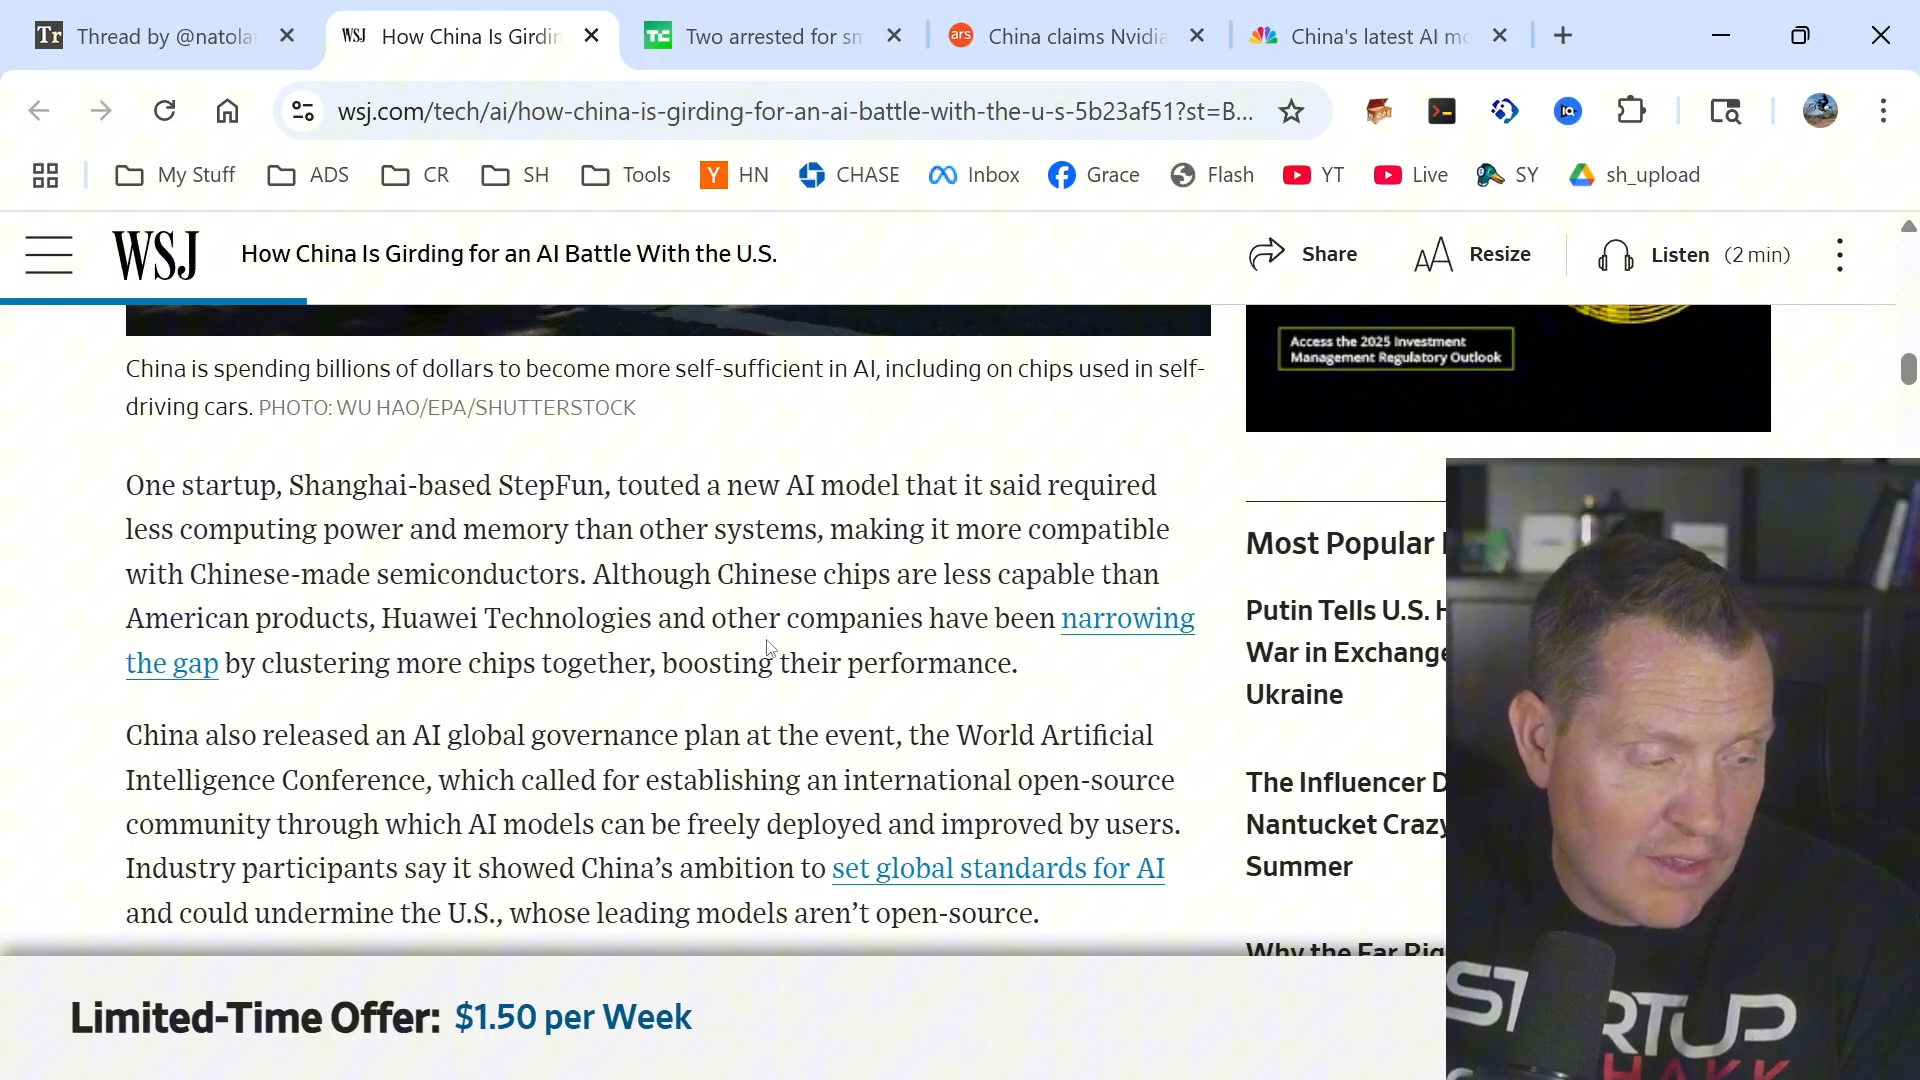 Thread by @natola
WSJ How China Is Girdin
TC Two arrested for sm
ars China claims Nvidia
China's latest AI mo
wsj.com/tech/ai/how-china-is-girding-for-an-ai-battle-with-the-u-s-5b23af51?st=B...
My Stuff ADS CR SH Tools Y HN CHASE Inbox Grace Flash YT Live SY sh_upload
WSJ How China Is Girding for an AI Battle With the U.S. Share AA Resize Listen (2 min)
China is spending billions of dollars to become more self-sufficient in AI, including on chips used in self-
driving cars. PHOTO: WU HAO/EPA/SHUTTERSTOCK
One startup, Shanghai-based StepFun, touted a new AI model that it said required
less computing power and memory than other systems, making it more compatible
with Chinese-made semiconductors. Although Chinese chips are less capable than
American products, Huawei Technologies and other companies have been narrowing
the gap by clustering more chips together, boosting their performance.
China also released an AI global governance plan at the event, the World Artificial
Intelligence Conference, which called for establishing an international open-source
community through which AI models can be freely deployed and improved by users.
Industry participants say it showed China’s ambition to set global standards for AI
and could undermine the U.S., whose leading models aren’t open-source.
Access the 2025 Investment
Management Regulatory Outlook
Most Popular
Putin Tells U.S.
War in Exchange
Ukraine
The Influencer
Nantucket Crazy
Summer
Why the Far Rig
Limited-Time Offer: $1.50 per Week